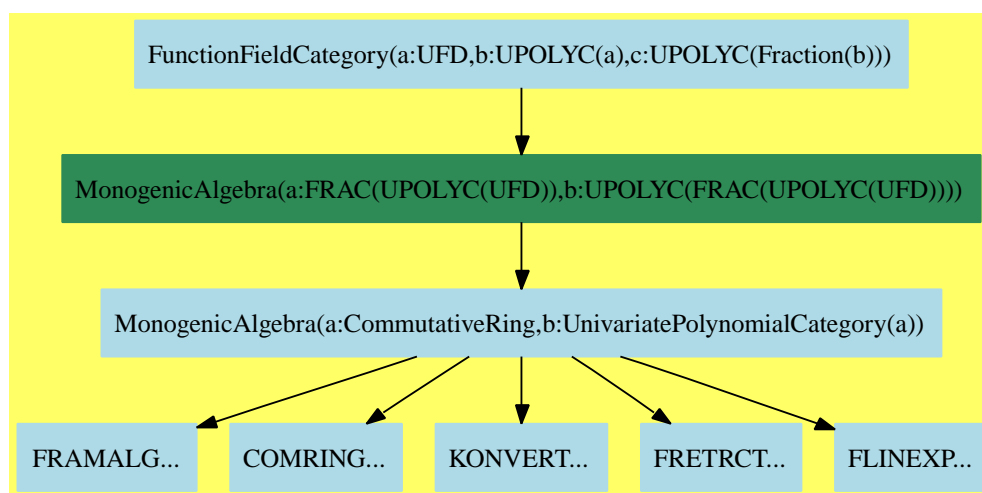 FunctionFieldCategory(a:UFD,b:UPOLYC(a),c:UPOLYC(Fraction(b)))
MonogenicAlgebra(a:FRAC(UPOLYC(UFD)),b:UPOLYC(FRAC(UPOLYC(UFD))))
MonogenicAlgebra(a:CommutativeRing,b:UnivariatePolynomialCategory(a))
FRAMALG... COMRING... KONVERT... FRETRCT... FLINEXP...